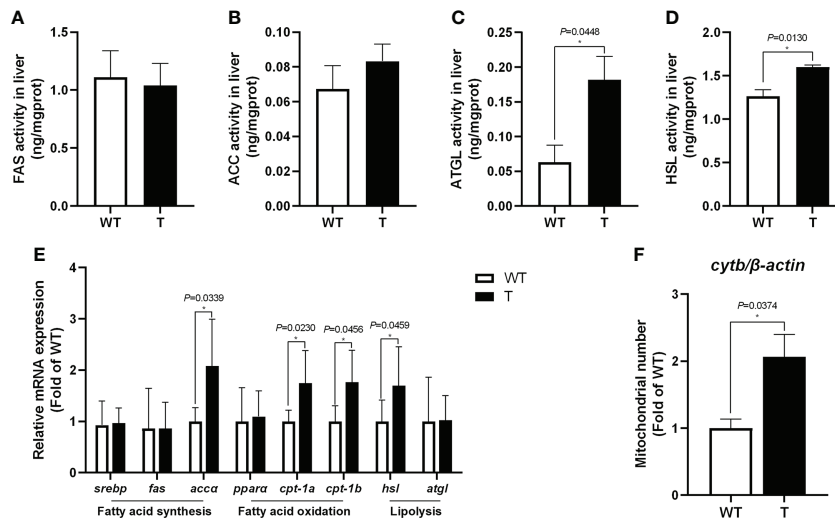 A
FAS activity in liver
(ng/mgprot)
1.5
1.0
0.5
0.0
WT T
B
ACC activity in liver
(ng/mgprot)
0.10
0.08
0.06
0.04
0.02
0.00
WT T
C
ATGL activity in liver
(ng/mgprot)
0.25
0.20
0.15
0.10
0.05
0.00
P=0.0448
*
WT T
D
HSL activity in liver
(ng/mgprot)
2.0
1.5
1.0
1.5
0.0
P=0.0130
*
WT T
E
Relative mRNA expression
(Fold of WT)
4
3
2
1
0
P=0.0339
*
P=0.0230
*
P=0.0456
*
P=0.0459
*
srebp fas accα pparα cpt-1a cpt-1b hsl atgl
Fatty acid synthesis Fatty acid oxidation Lipolysis
WT
T
F
cytb/β-actin
Mitochondrial number
(Fold of WT)
3
2
1
0
P=0.0374
*
WT T